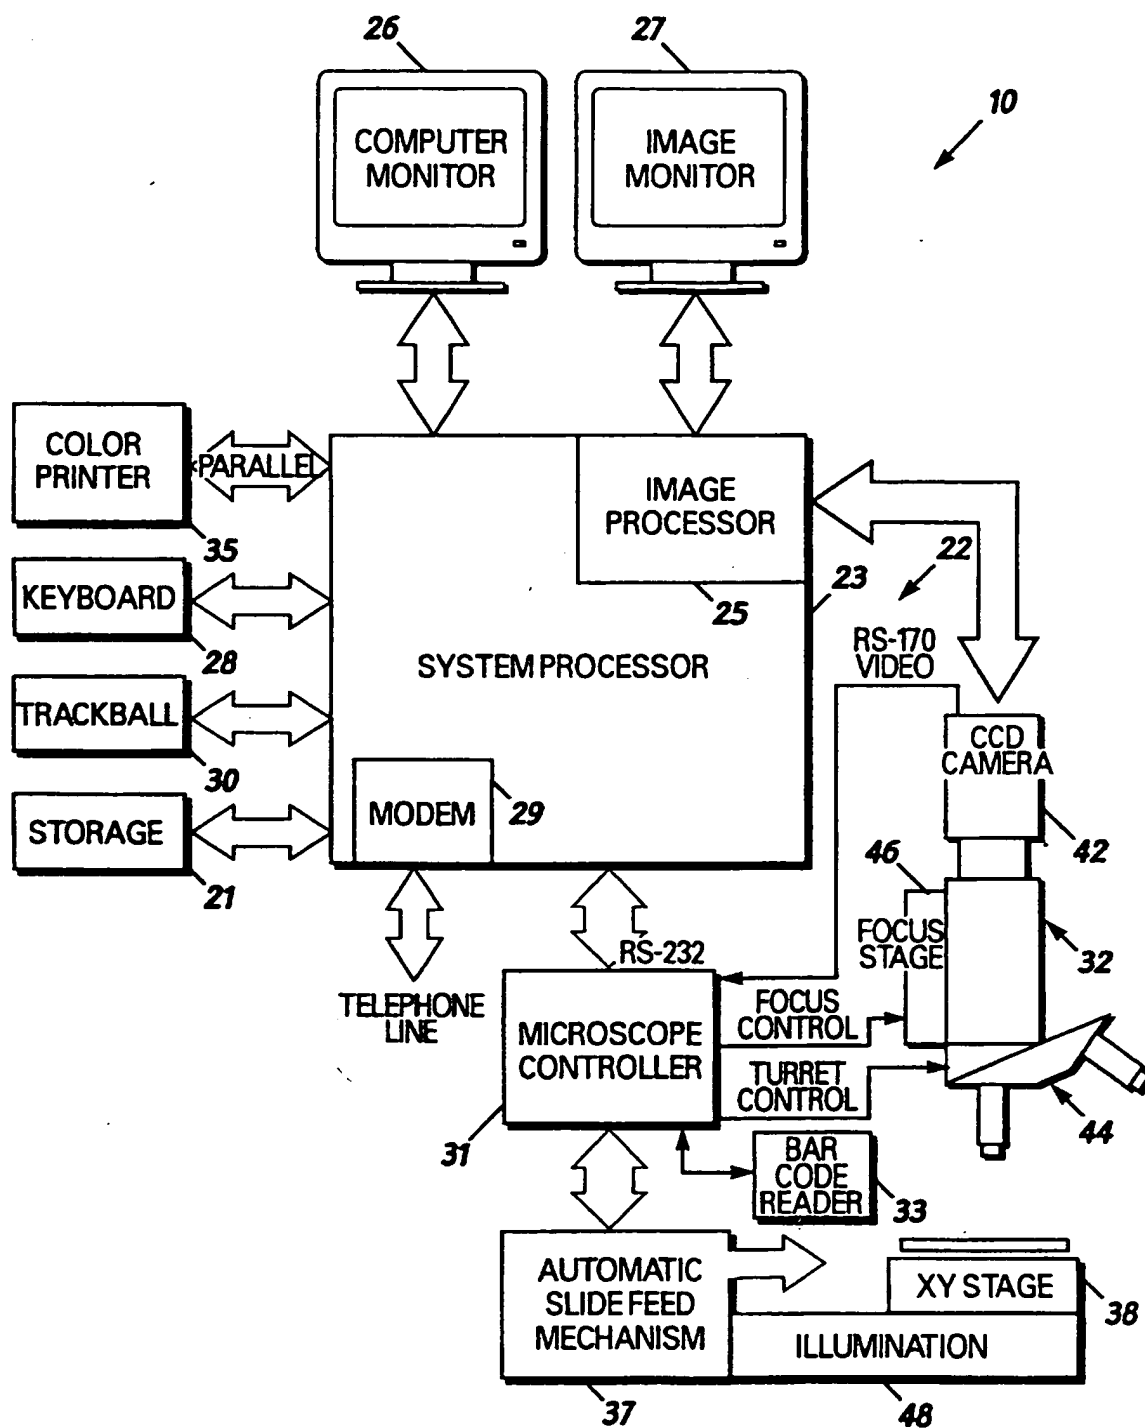 26
27
10
COMPUTER
MONITOR
IMAGE
MONITOR
COLOR
PRINTER
35
PARALLEL
IMAGE
PROCESSOR
25
23
22
KEYBOARD
28
SYSTEM PROCESSOR
RS-170
VIDEO
TRACKBALL
30
CCD
CAMERA
42
STORAGE
21
MODEM
29
46
FOCUS
STAGE
32
RS-232
TELEPHONE
LINE
MICROSCOPE
CONTROLLER
31
FOCUS
CONTROL
TURRET
CONTROL
44
BAR
CODE
READER
33
AUTOMATIC
SLIDE FEED
MECHANISM
37
XY STAGE
38
ILLUMINATION
48